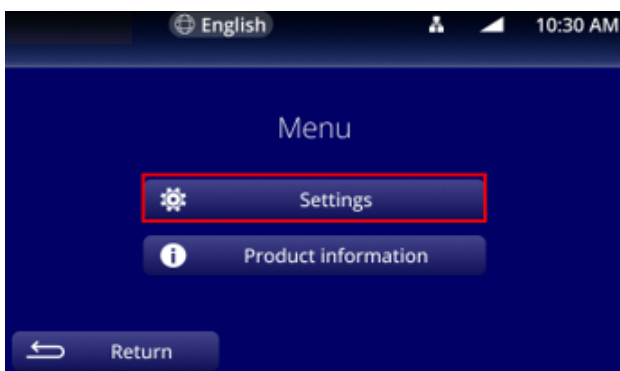 English 10:30 AM
Menu
Settings
Product information
Return